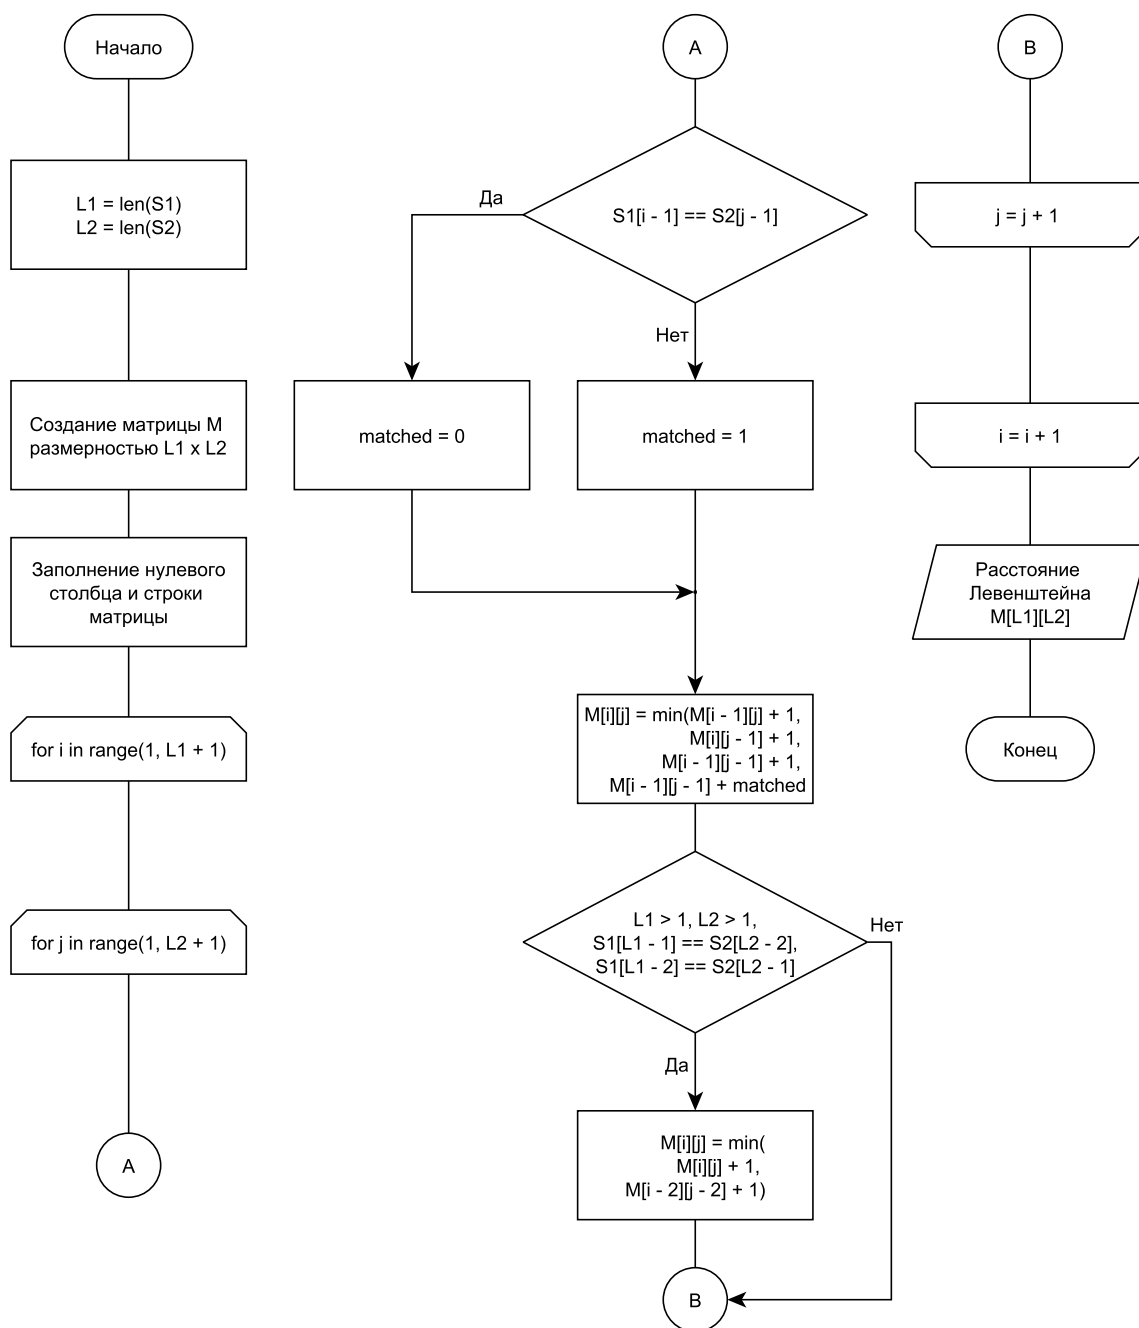 Начало
L1 = len(S1)
L2 = len(S2)
Создание матрицы М
размерностью L1 x L2
Заполнение нулевого
столбца и строки
матрицы
for i in range(1, L1 + 1)
for j in range(1, L2 + 1)
A
A
S1[i - 1] == S2[j - 1]
Да
Нет
matched = 0
matched = 1
M[i][j] = min(M[i - 1][j] + 1,
M[i][j - 1] + 1,
M[i - 1][j - 1] + 1,
M[i - 1][j - 1] + matched
L1 > 1, L2 > 1,
S1[L1 - 1] == S2[L2 - 2],
S1[L1 - 2] == S2[L2 - 1]
Нет
Да
M[i][j] = min(
M[i][j] + 1,
M[i - 2][j - 2] + 1)
B
B
j = j + 1
i = i + 1
Расстояние
Левенштейна
M[L1][L2]
Конец